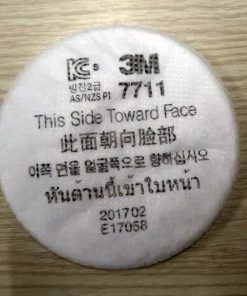 KCs 3M
방진2급 7711
AS/NZS P1
This Side Toward Face
此面朝向脸部
이쪽 면을 얼굴쪽으로 향하십시오
หันด้านนี้เข้าใบหน้า
201702
E17058